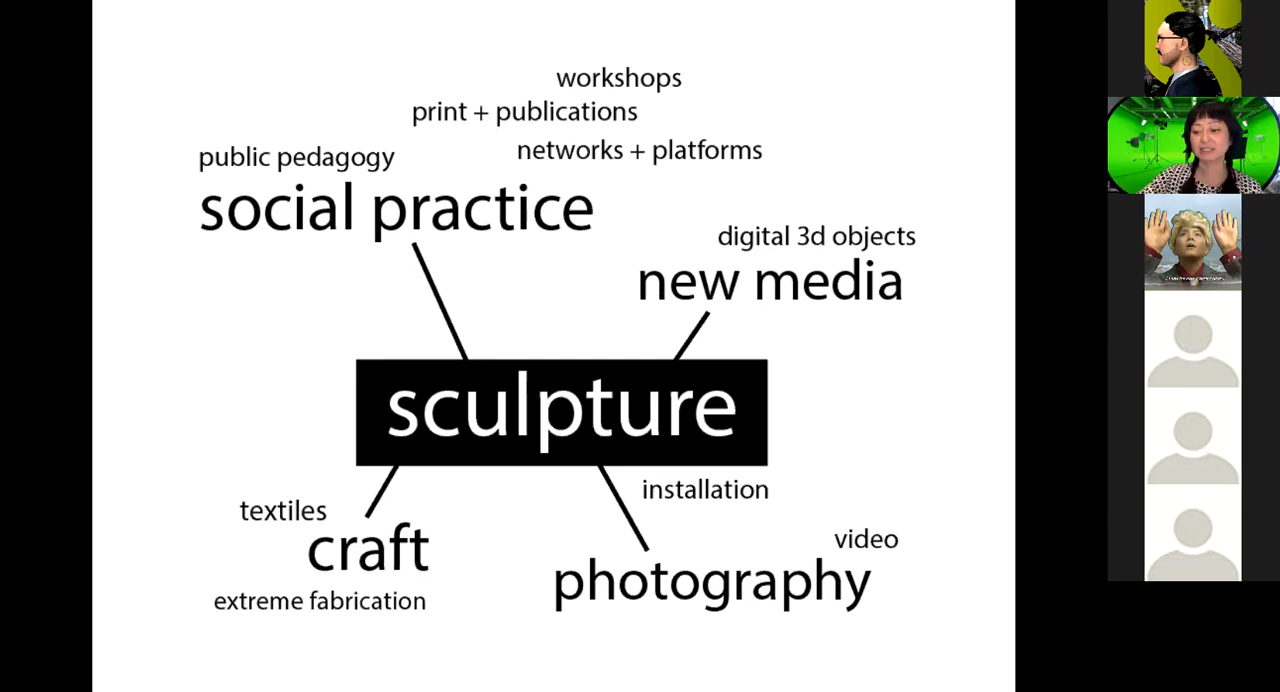 workshops
print + publications
networks + platforms
public pedagogy
social practice
digital 3d objects
new media
sculpture
installation
textiles
craft
video
photography
extreme fabrication